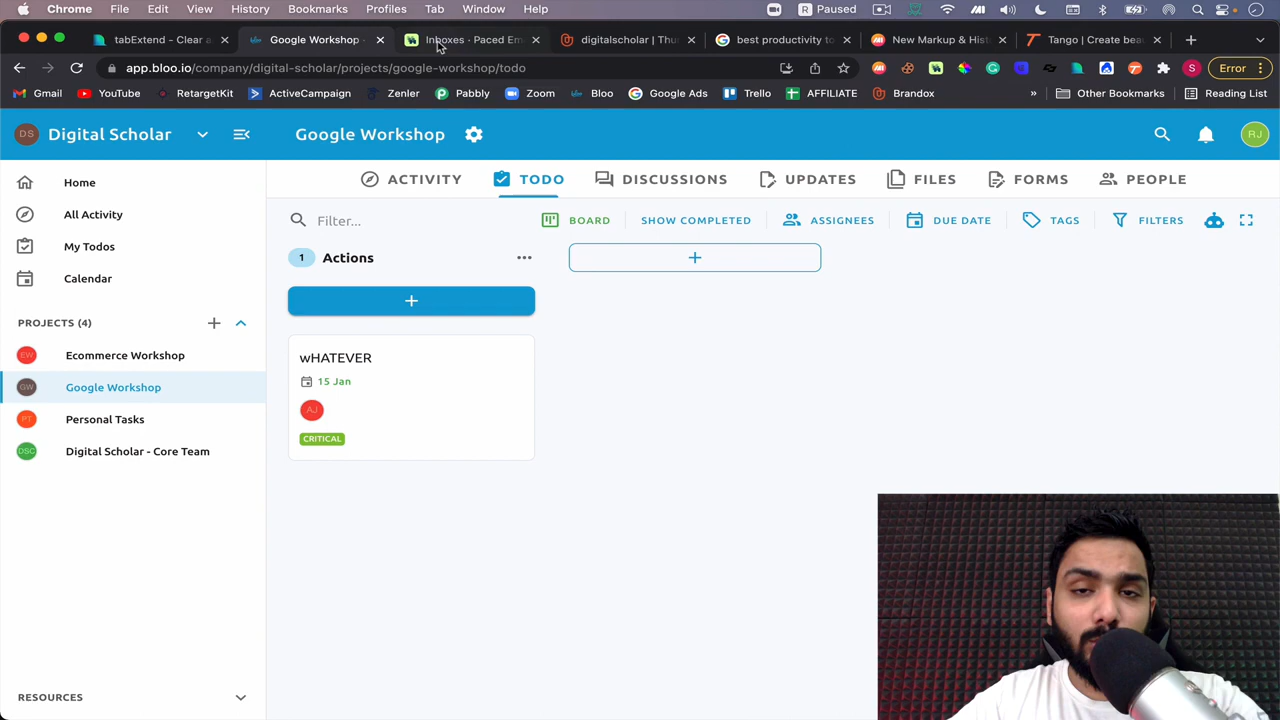 Chrome File Edit View History Bookmarks Profiles Tab Window Help R Paused
tabExtend - Clear a Google Workshop - Inboxes · Paced Em digitalscholar | Thu best productivity to New Markup & His Tango | Create bea
app.bloo.io/company/digital-scholar/projects/google-workshop/todo S Error
Gmail YouTube RetargetKit ActiveCampaign Zenler Pabbly Zoom Bloo Google Ads Trello AFFILIATE Brandox » Other Bookmarks Reading List
DS Digital Scholar Google Workshop RJ
Home
All Activity
My Todos
Calendar
PROJECTS (4)
EW Ecommerce Workshop
GW Google Workshop
PT Personal Tasks
DSC Digital Scholar - Core Team
RESOURCES
ACTIVITY TODO DISCUSSIONS UPDATES FILES FORMS PEOPLE
Filter... BOARD SHOW COMPLETED ASSIGNEES DUE DATE TAGS FILTERS
1 Actions
wHATEVER
15 Jan
AJ
CRITICAL